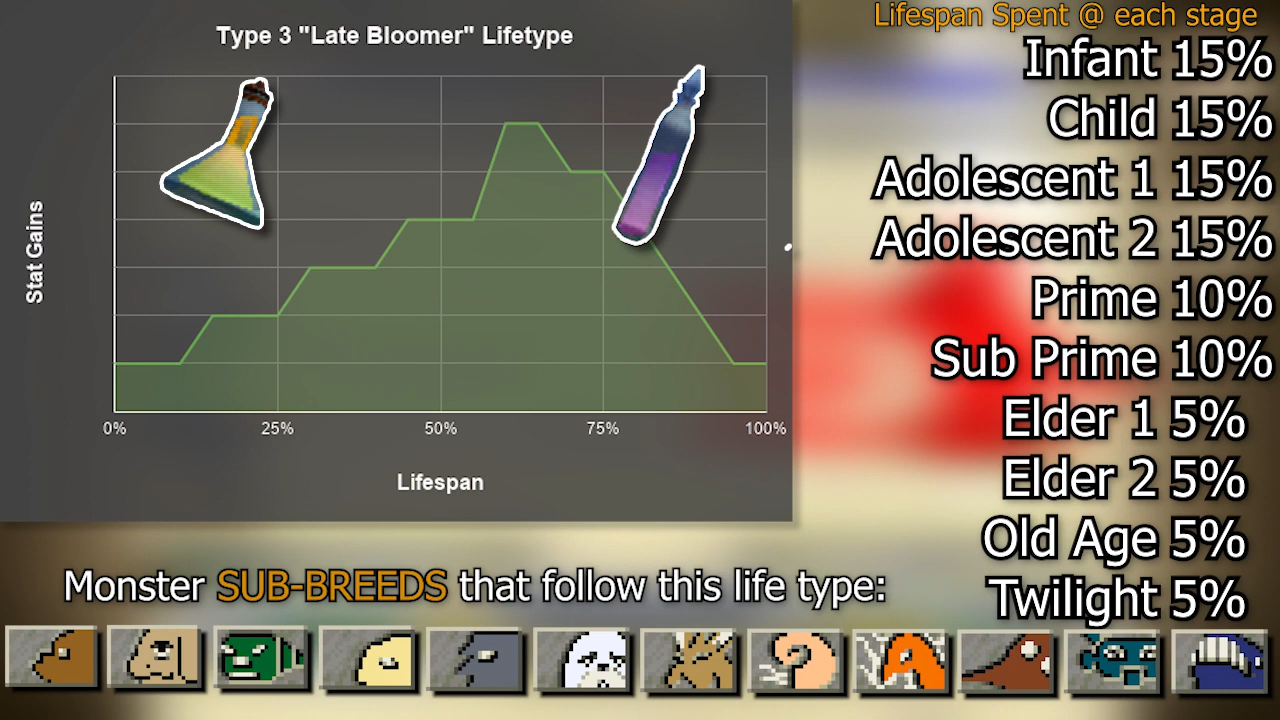 Type 3 "Late Bloomer" Lifetype
Stat Gains
0% 25% 50% 75% 100%
Lifespan
Lifespan Spent @ each stage
Infant 15%
Child 15%
Adolescent 1 15%
Adolescent 2 15%
Prime 10%
Sub Prime 10%
Elder 1 5%
Elder 2 5%
Old Age 5%
Twilight 5%
Monster SUB-BREEDS that follow this life type: